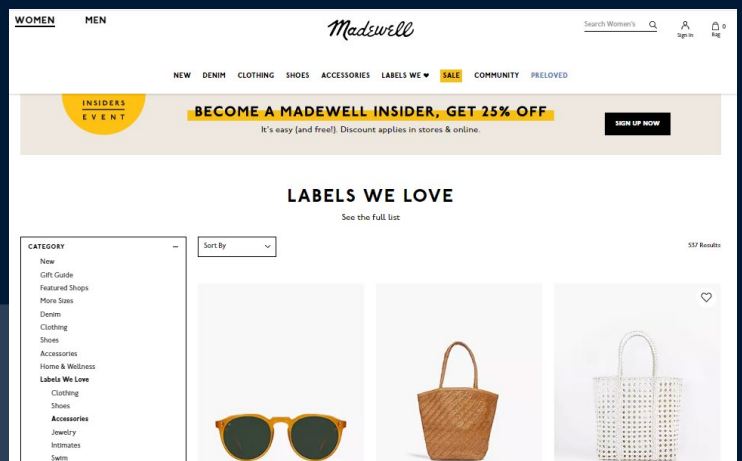 WOMEN MEN
Madewell
Search Women's
Sign In
Bag
0
NEW DENIM CLOTHING SHOES ACCESSORIES LABELS WE ♥ SALE COMMUNITY PRELOVED
INSIDERS
EVENT
BECOME A MADEWELL INSIDER, GET 25% OFF
It's easy (and free!). Discount applies in stores & online.
SIGN UP NOW
LABELS WE LOVE
See the full list
CATEGORY –
Sort By
537 Results
New
Gift Guide
Featured Shops
More Sizes
Denim
Clothing
Shoes
Accessories
Home & Wellness
Labels We Love
Clothing
Shoes
Accessories
Jewelry
Intimates
Swim